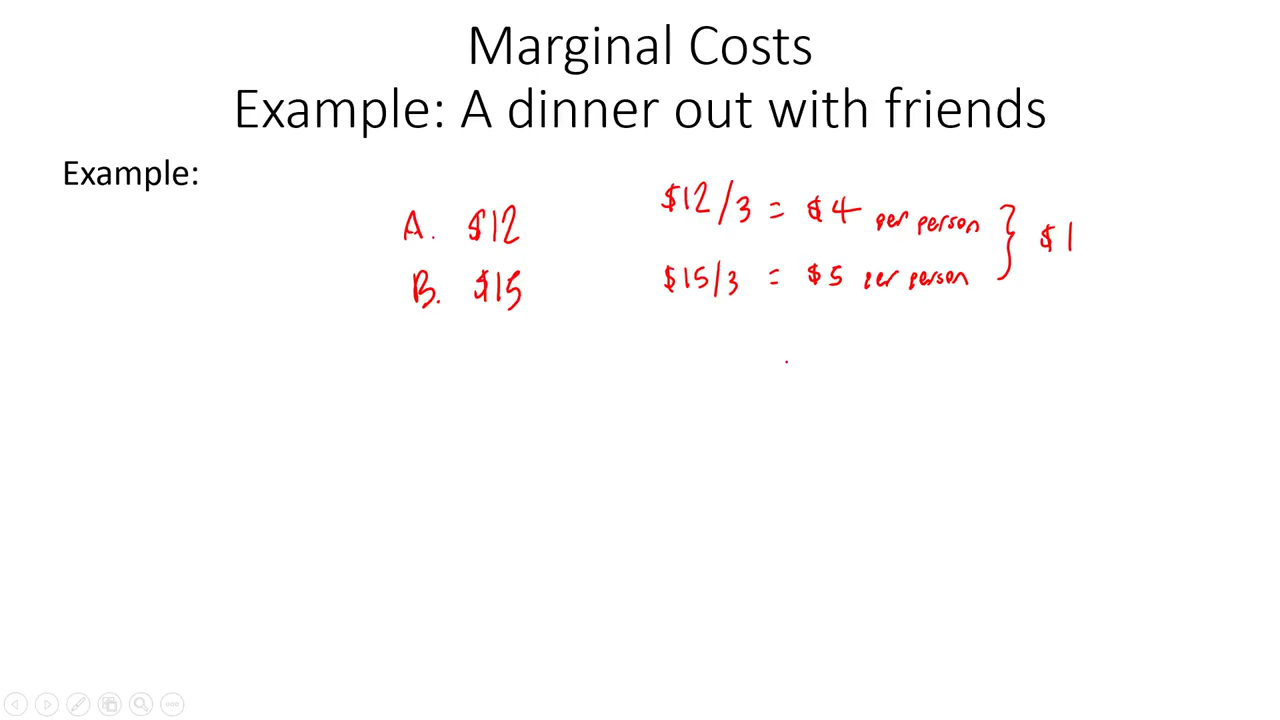 Marginal Costs
Example: A dinner out with friends
Example:
A. $12
B. $15
$12/3 = $4 per person
$15/3 = $5 per person
} $1